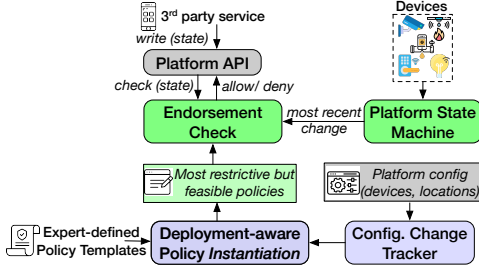 3rd party service
Devices
write (state)
Platform API
check (state)
allow/ deny
Endorsement
Check
most recent
change
Platform State
Machine
Most restrictive but
feasible policies
Platform config
(devices, locations)
Expert-defined
Policy Templates
Deployment-aware
Policy Instantiation
Config. Change
Tracker